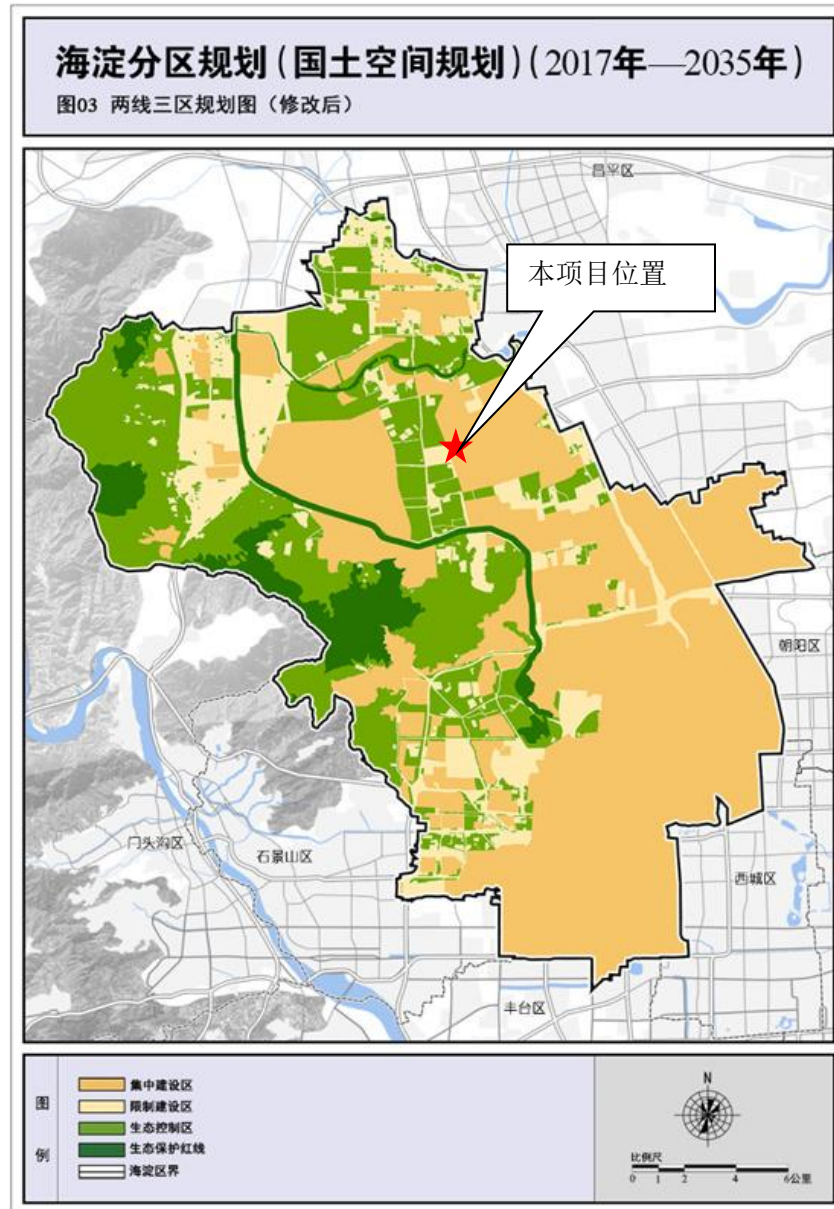 海淀分区规划(国土空间规划)(2017年—2035年)
图03 两线三区规划图(修改后)
昌平区
本项目位置
朝阳区
门头沟区
石景山区
西城区
丰台区
图例
集中建设区
限制建设区
生态控制区
生态保护红线
海淀区界
N
比例尺
0 1 2 4 6公里